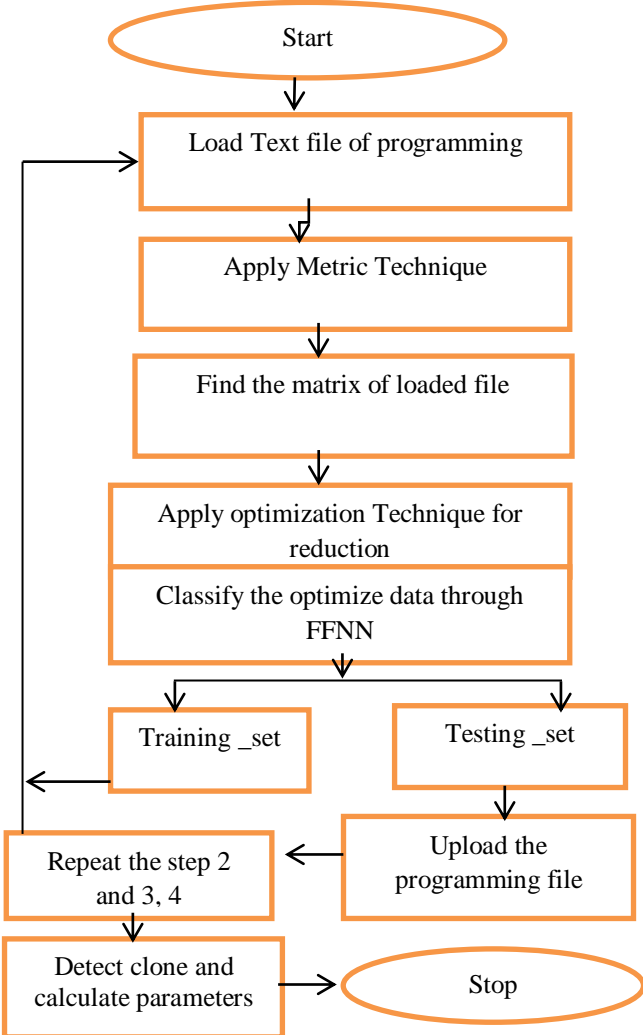 Start
Load Text file of programming
Apply Metric Technique
Find the matrix of loaded file
Apply optimization Technique for
reduction
Classify the optimize data through
FFNN
Training _set
Testing _set
Upload the
programming file
Repeat the step 2
and 3, 4
Detect clone and
calculate parameters
Stop